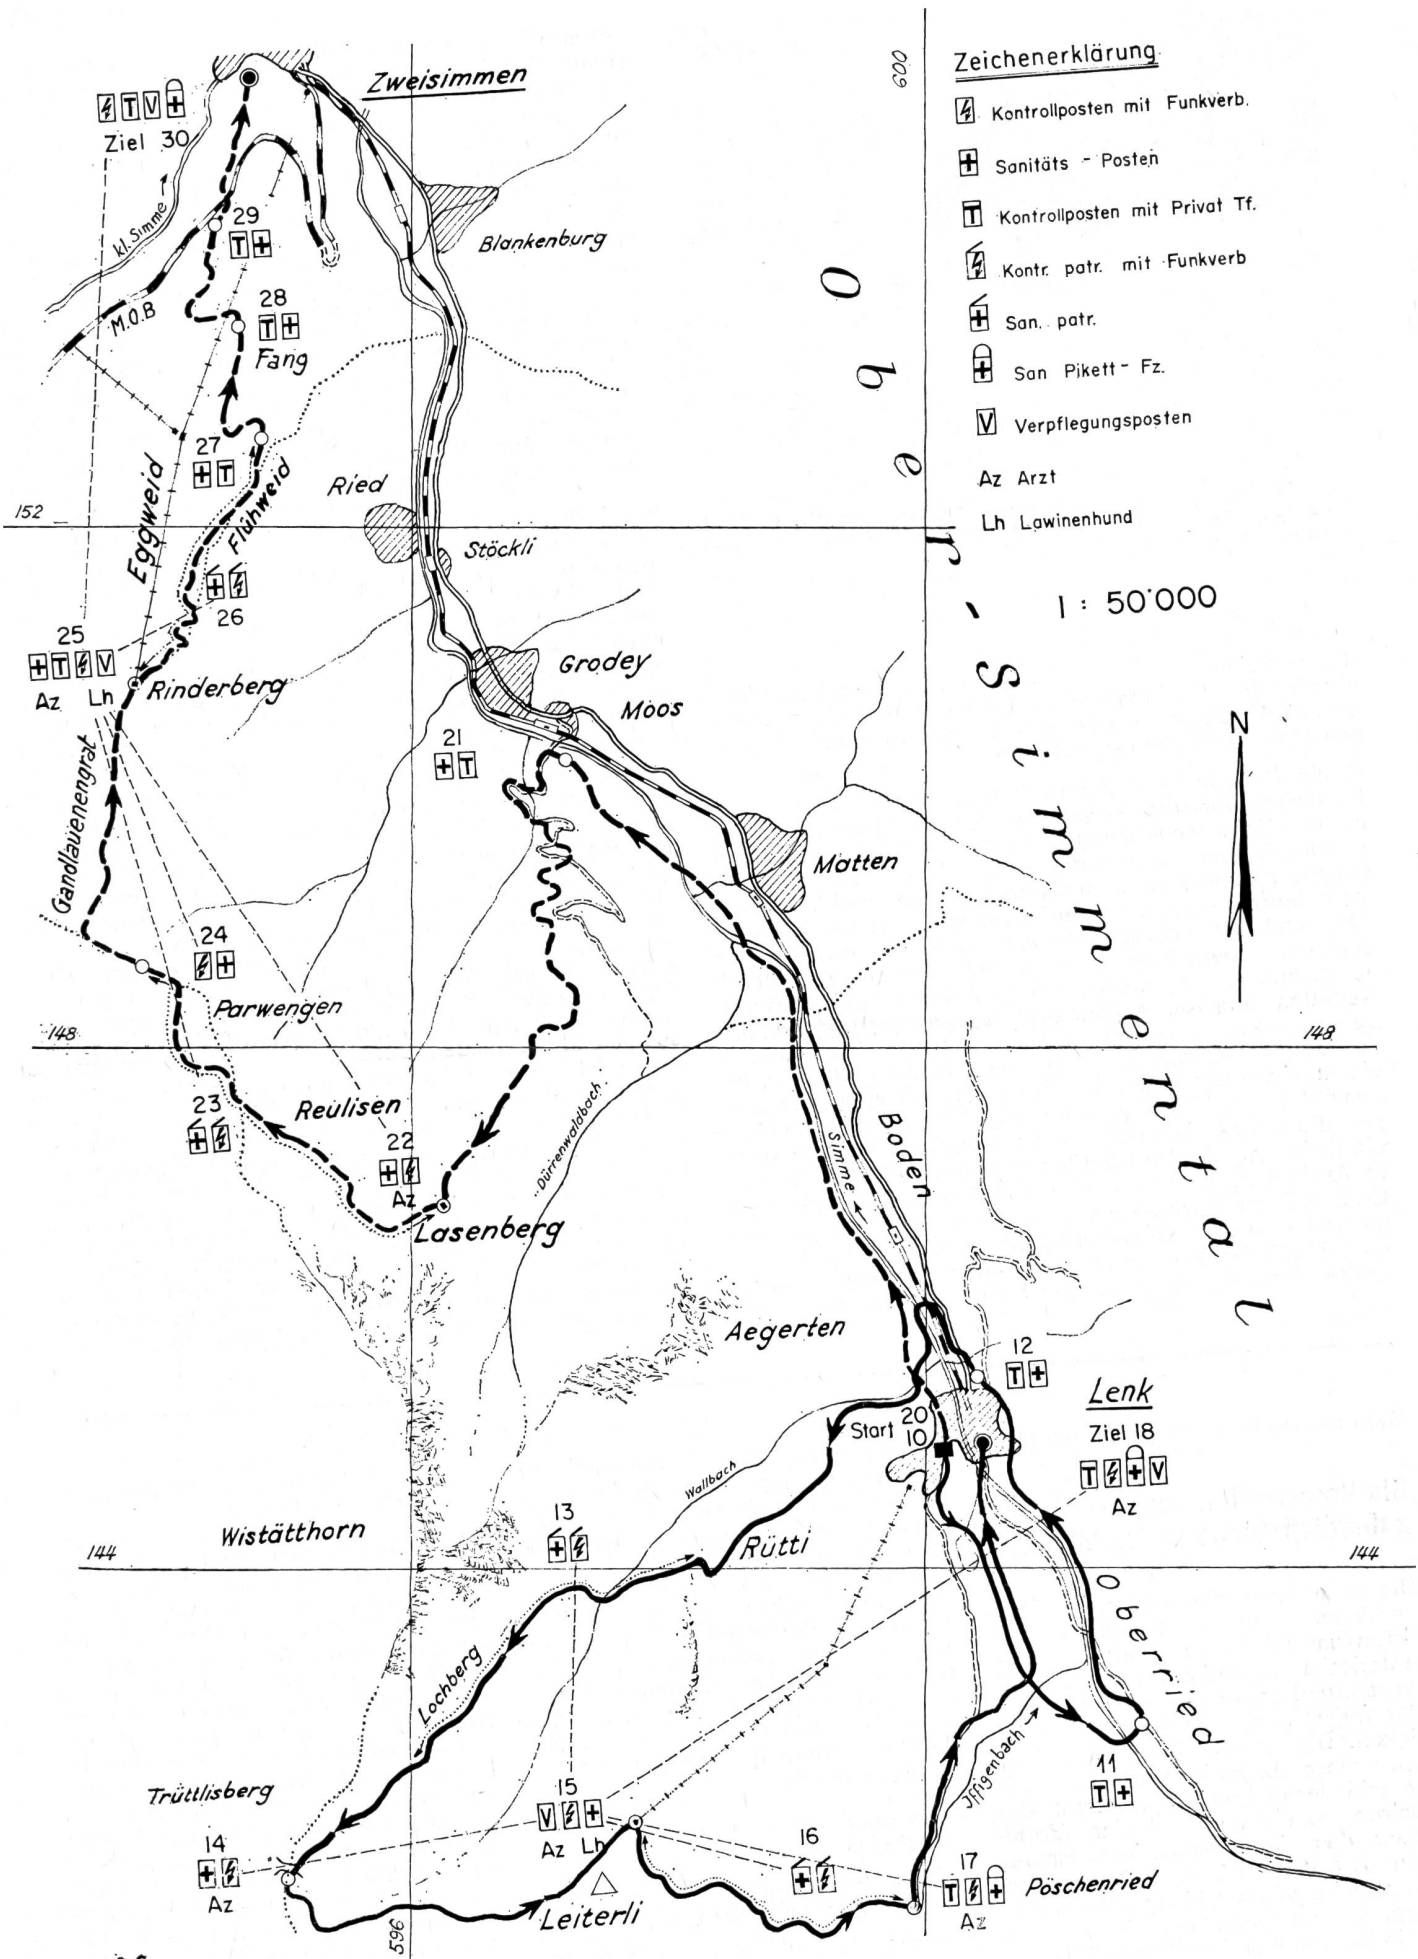 Zeichenerklärung
Kontrollposten mit Funkverb.
Sanitäts - Posten
T Kontrollposten mit Privat Tf.
Kontr. patr. mit Funkverb
San. patr.
San Pikett - Fz.
V Verpflegungsposten
Az Arzt
Lh Lawinenhund
1 : 50'000
N
600
Ober-Simmental
Zweisimmen
T V
Ziel 30
kl. Simme
M.O.B
29
T
Blankenburg
28
T
Fang
27
T
Flühweid
Eggweid
Ried
152
Stöckli
26
25
T V
Az Lh
Rinderberg
Grodey
Moos
21
T
Gandlauenengrat
Matten
24
Parwengen
148
148
23
Reulisen
22
Az
Lasenberg
Dürrenwaldbach
Simme
Boden
Aegerten
12
T
Lenk
Ziel 18
T V
Az
Start 20
10
Wallbach
Wistätthorn
13
Rütti
144
144
Oberried
Lochberg
Iffigenbach
11
T
Trüttlisberg
14
Az
15
V
Az Lh
16
17
T
Az
Pöschenried
Leiterli
596